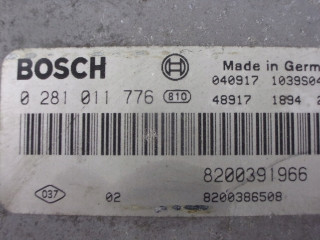 BOSCH
Made in Germ
040917 1039S04
0 281 011 776 810
48917 1894
8200391966
037 02 8200386508